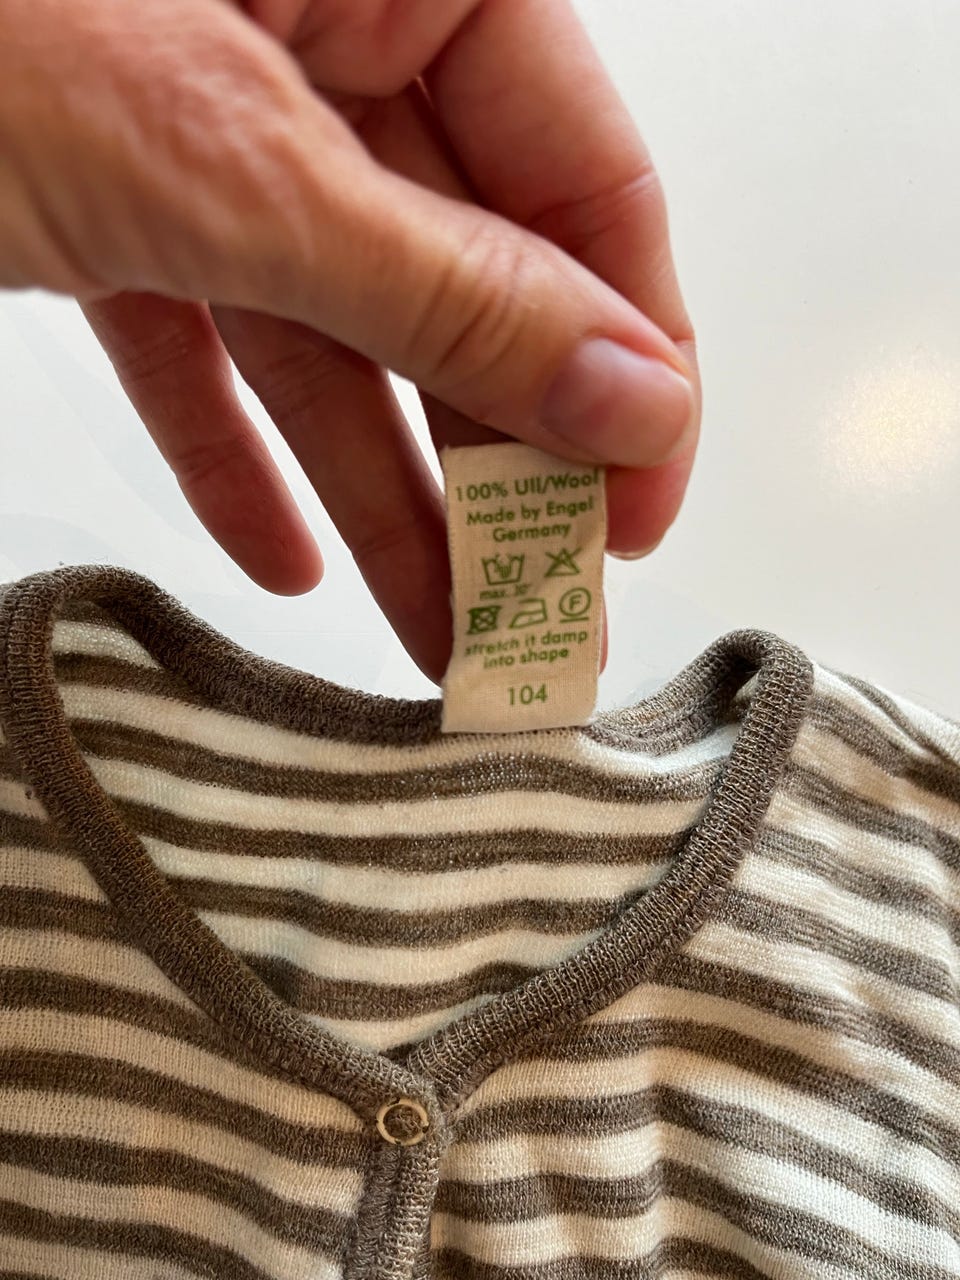 100% Ull/Wool
Made by Engel
Germany
max. 30°
F
stretch it damp
into shape
104